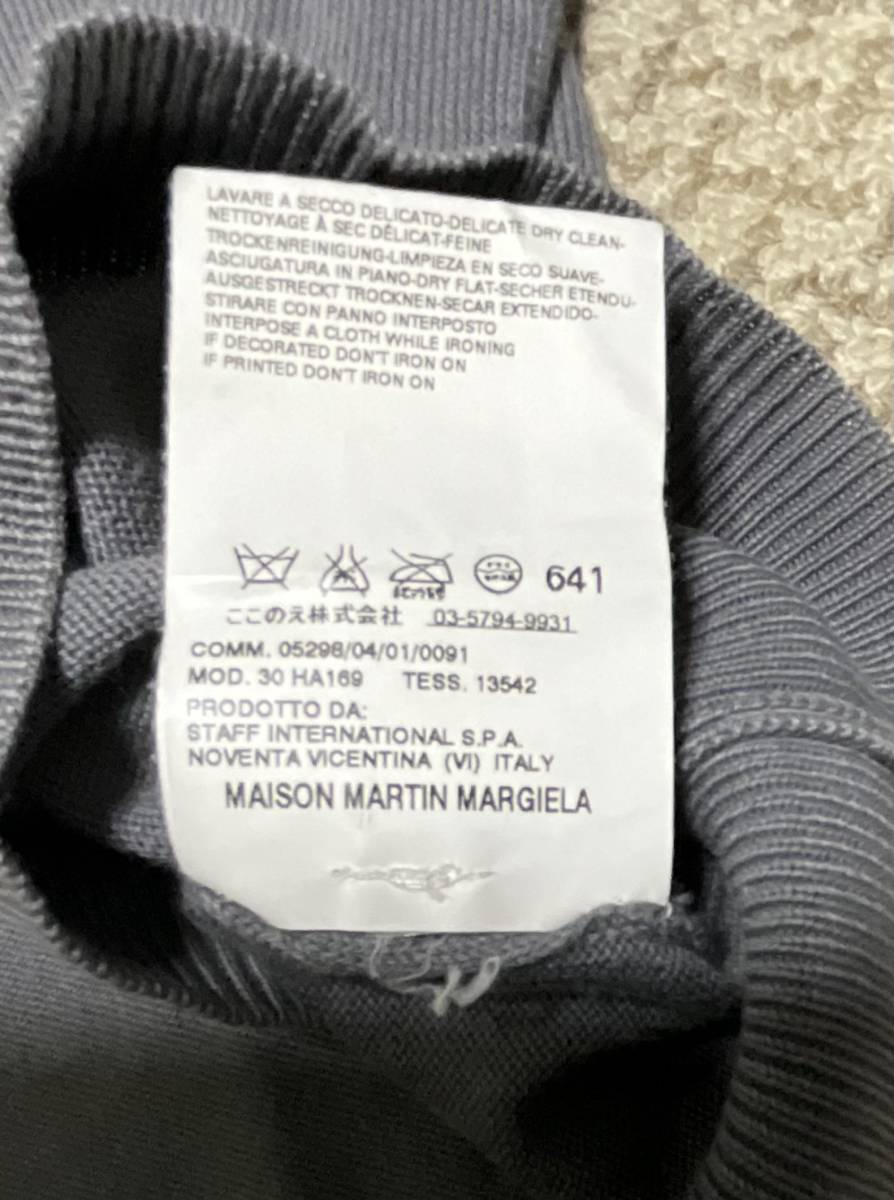 LAVARE A SECCO DELICATO-DELICATE DRY CLEAN-
NETTOYAGE À SEC DÉLICAT-FEINE
TROCKENREINIGUNG-LIMPIEZA EN SECO SUAVE-
ASCIUGATURA IN PIANO-DRY FLAT-SECHER ETENDU-
AUSGESTRECKT TROCKNEN-SECAR EXTENDIDO-
STIRARE CON PANNO INTERPOSTO
INTERPOSE A CLOTH WHILE IRONING
IF DECORATED DON'T IRON ON
IF PRINTED DON'T IRON ON
641
ここのえ株式会社 03-5794-9931
COMM. 05298/04/01/0091
MOD. 30 HA169 TESS. 13542
PRODOTTO DA:
STAFF INTERNATIONAL S.P.A.
NOVENTA VICENTINA (VI) ITALY
MAISON MARTIN MARGIELA